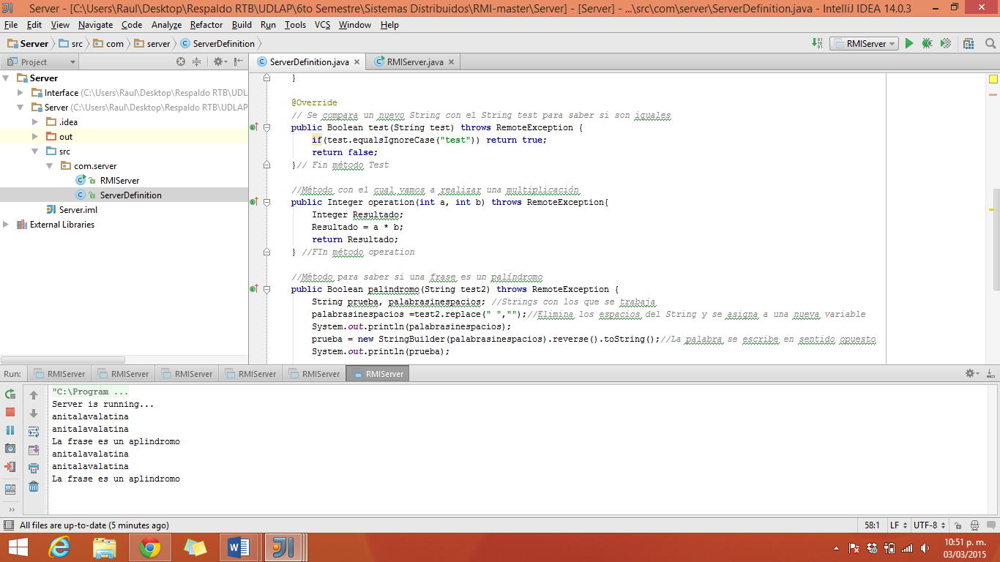 Server - [C:\Users\Raul\Desktop\Respaldo RTB\UDLAP\6to Semestre\Sistemas Distribuidos\RMI-master\Server] - [Server] - ...\src\com\server\ServerDefinition.java - IntelliJ IDEA 14.0.3
File Edit View Navigate Code Analyze Refactor Build Run Tools VCS Window Help
Server src com server ServerDefinition RMIServer
Project
ServerDefinition.java RMIServer.java
Server
Interface (C:\Users\Raul\Desktop\Respaldo RTB\UDL
Server (C:\Users\Raul\Desktop\Respaldo RTB\UDLAP
.idea
out
src
com.server
RMIServer
ServerDefinition
Server.iml
External Libraries
}
@Override
// Se compara un nuevo String con el String test para saber si son iguales
public Boolean test(String test) throws RemoteException {
if(test.equalsIgnoreCase("test")) return true;
return false;
}// Fin método Test
//Método con el cual vamos a realizar una multiplicación
public Integer operation(int a, int b) throws RemoteException{
Integer Resultado;
Resultado = a * b;
return Resultado;
} //FIn método operation
//Método para saber si una frase es un palíndromo
public Boolean palindromo(String test2) throws RemoteException {
String prueba, palabrasinespacios; //Strings con los que se trabaja
palabrasinespacios =test2.replace(" ","");//Elimina los espacios del String y se asigna a una nueva variable
System.out.println(palabrasinespacios);
prueba = new StringBuilder(palabrasinespacios).reverse().toString();//La palabra se escribe en sentido opuesto
System.out.println(prueba);
Run: RMIServer RMIServer RMIServer RMIServer RMIServer RMIServer
"C:\Program ...
Server is running...
anitalavalatina
anitalavalatina
La frase es un aplindromo
anitalavalatina
anitalavalatina
La frase es un aplindromo
All files are up-to-date (5 minutes ago) 58:1 LF UTF-8
10:51 p. m.
03/03/2015